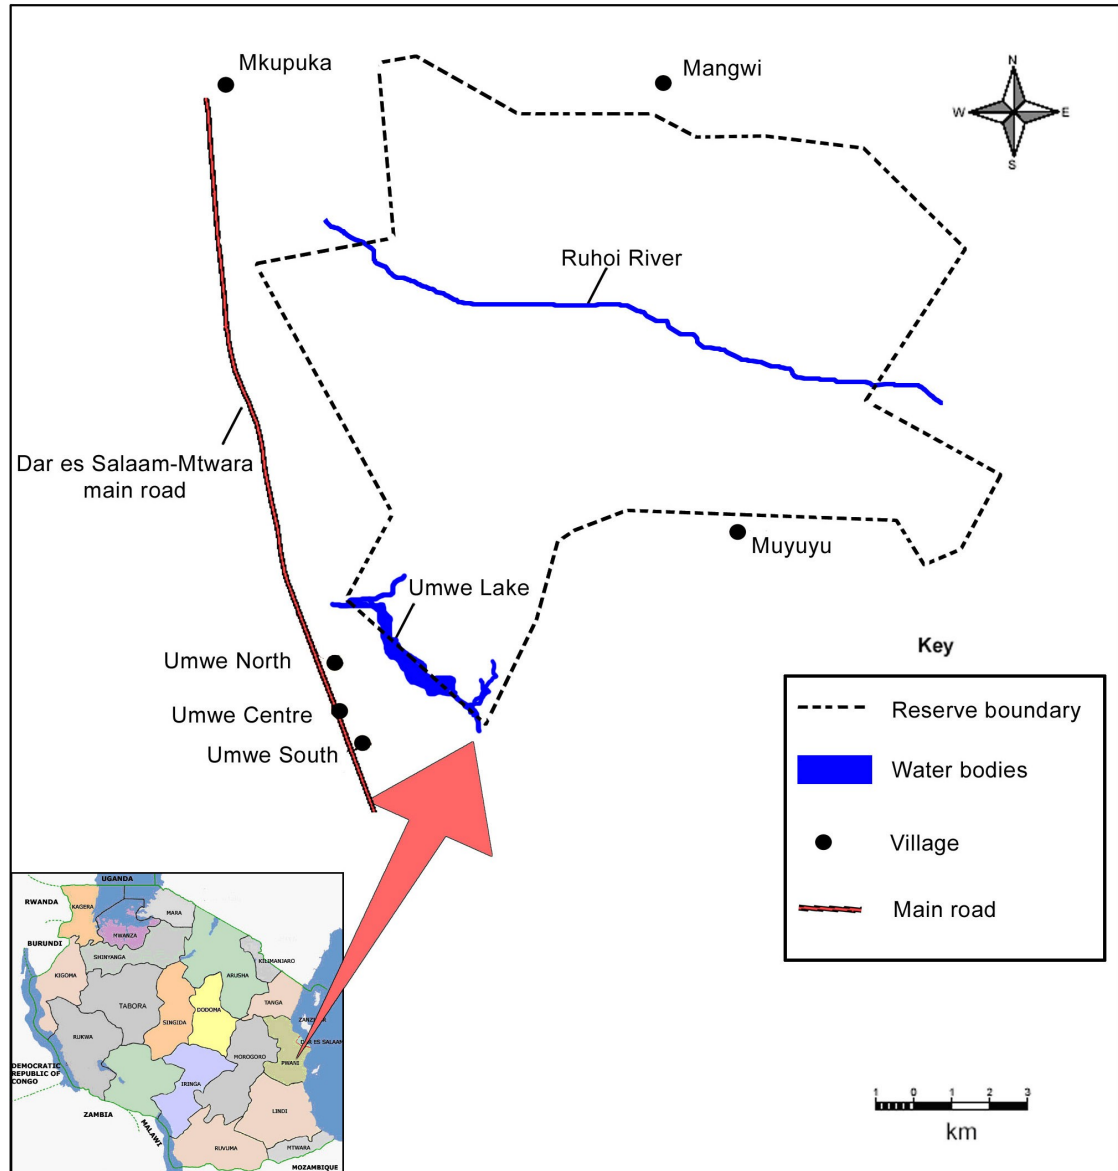 Mkupuka
Mangwi
N
W
E
S
Ruhoi River
Dar es Salaam-Mtwara
main road
Muyuyu
Umwe Lake
Umwe North
Umwe Centre
Umwe South
Key
Reserve boundary
Water bodies
Village
Main road
UGANDA
RWANDA
KAGERA
MARA
MWANZA
BURUNDI
SHINYANGA
KILIMANJARO
KIGOMA
ARUSHA
TABORA
TANGA
SINGIDA
DODOMA
RUKWA
DAR ES SALAAM
MOROGORO
PWANI
DEMOCRATIC
REPUBLIC OF
CONGO
IRINGA
ZAMBIA
LINDI
MALAWI
RUVUMA
MTWARA
MOZAMBIQUE
1 0 1 2 3
km